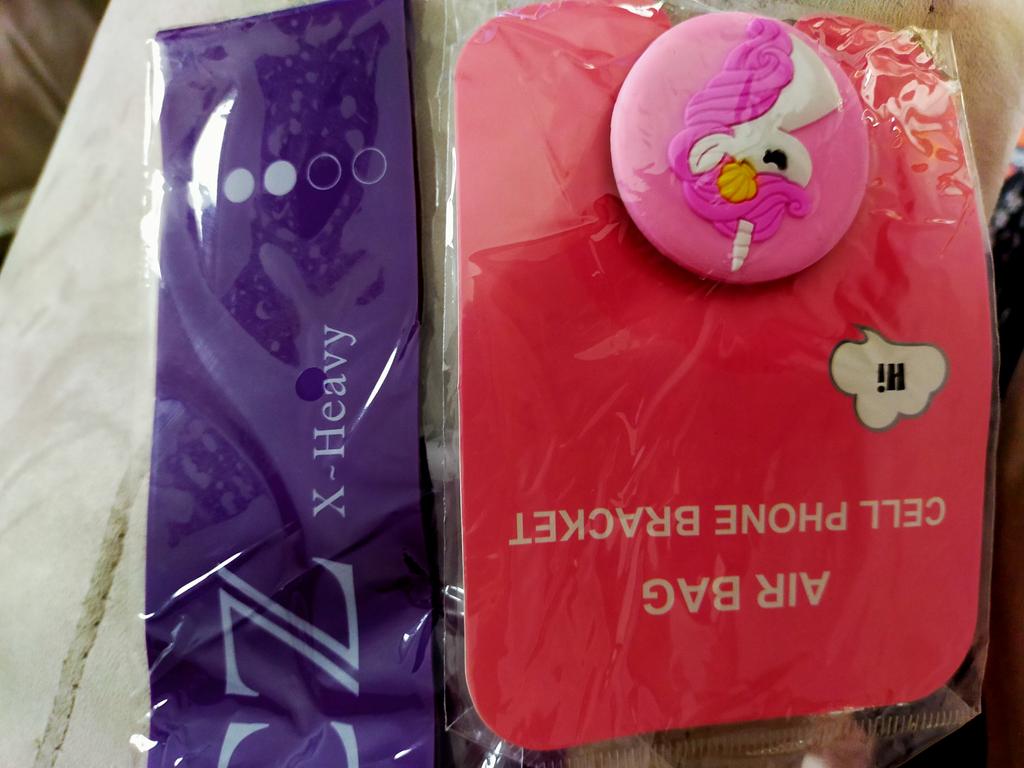 X~Heavy
Z
Hi!
CELL PHONE BRACKET
AIR BAG